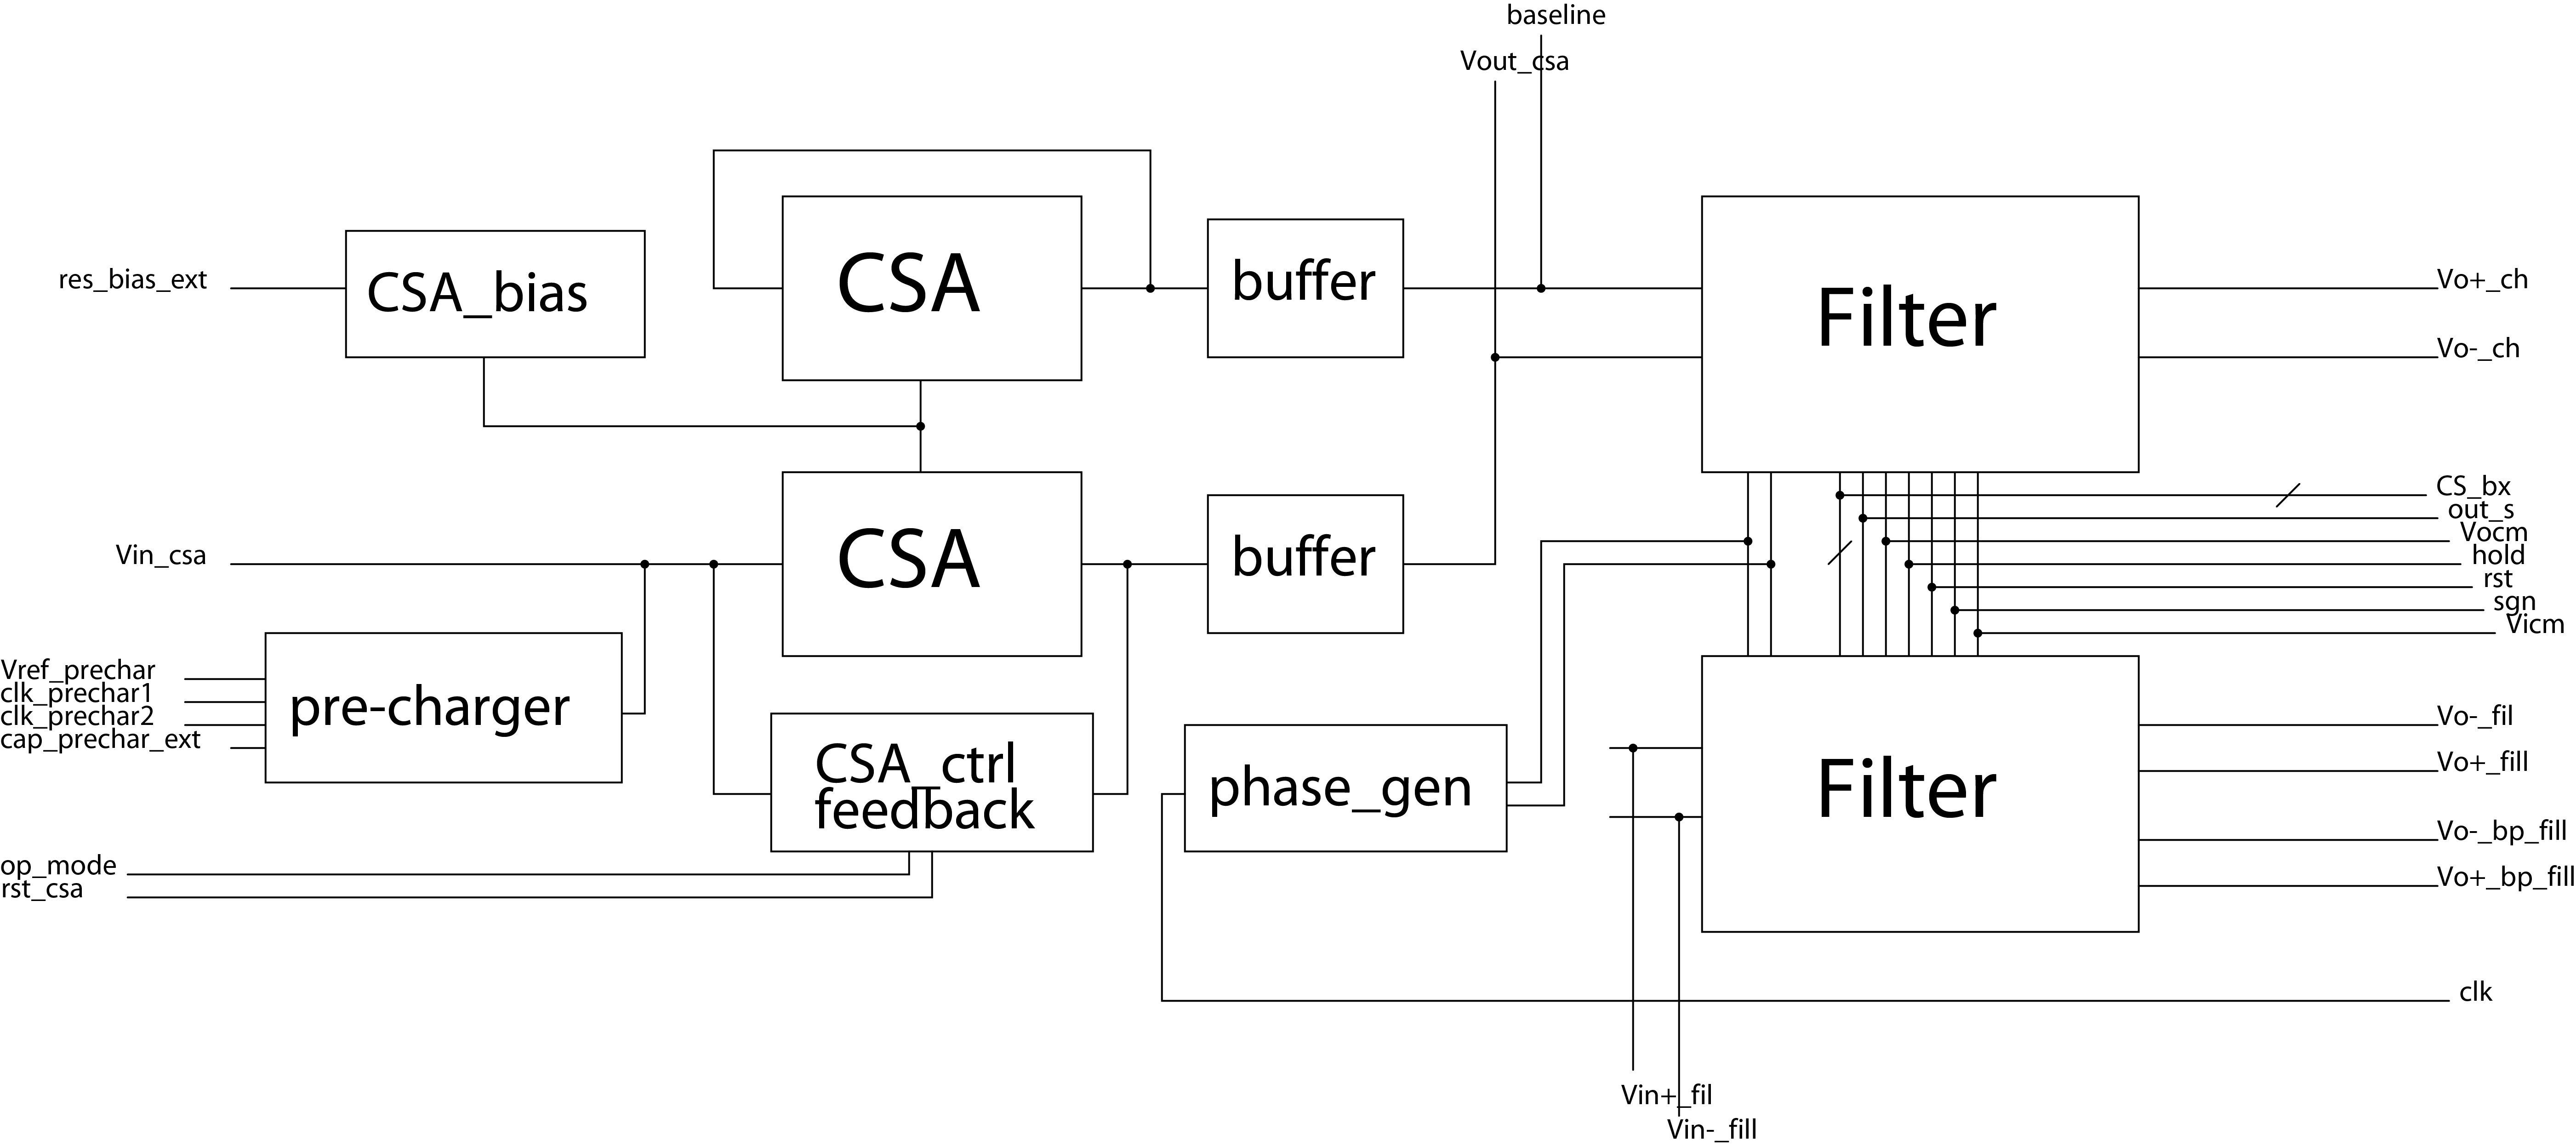 baseline
Vout_csa
CSA
buffer
Filter
res_bias_ext
CSA_bias
Vo+_ch
Vo-_ch
CS_bx
out_s
Vocm
hold
rst
sgn
Vicm
Vin_csa
CSA
buffer
Vref_prechar
clk_prechar1
clk_prechar2
cap_prechar_ext
pre-charger
CSA_ctrl
feedback
phase_gen
Filter
Vo-_fil
Vo+_fill
Vo-_bp_fill
Vo+_bp_fill
op_mode
rst_csa
clk
Vin+_fil
Vin-_fill